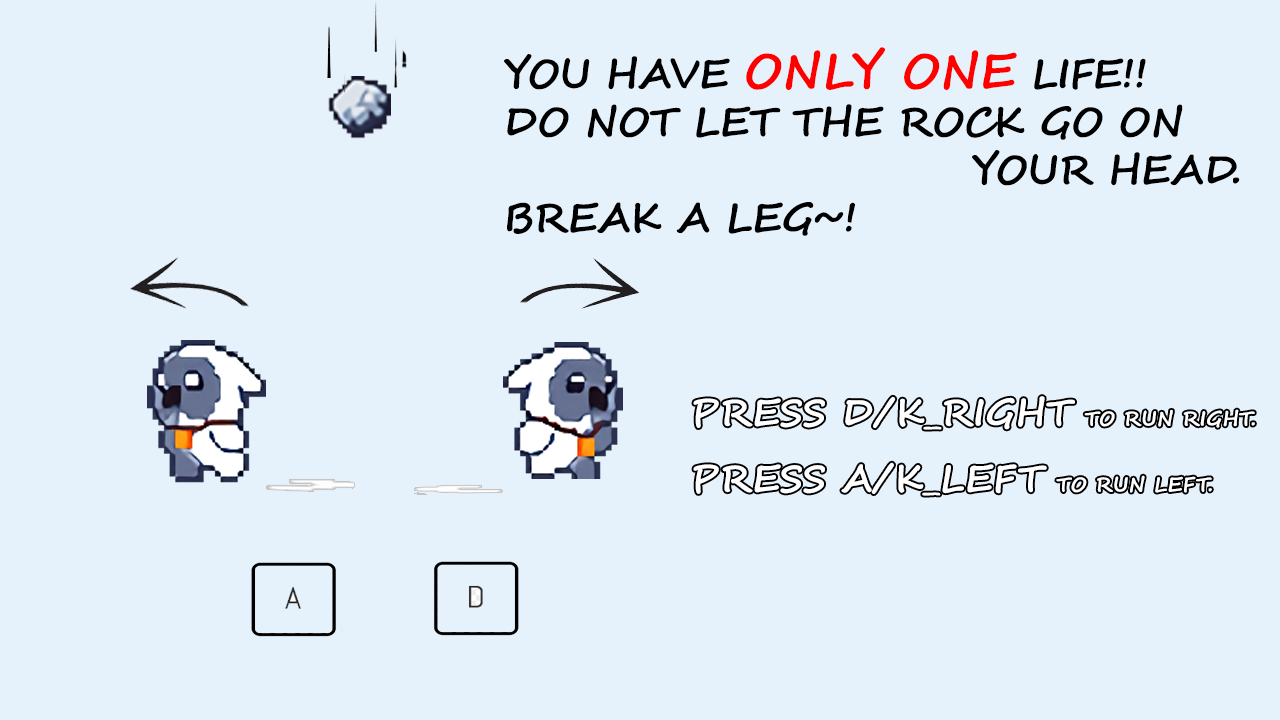 YOU HAVE ONLY ONE LIFE!!
DO NOT LET THE ROCK GO ON
YOUR HEAD.
BREAK A LEG~!
PRESS D/K_RIGHT TO RUN RIGHT.
PRESS A/K_LEFT TO RUN LEFT.
A
D